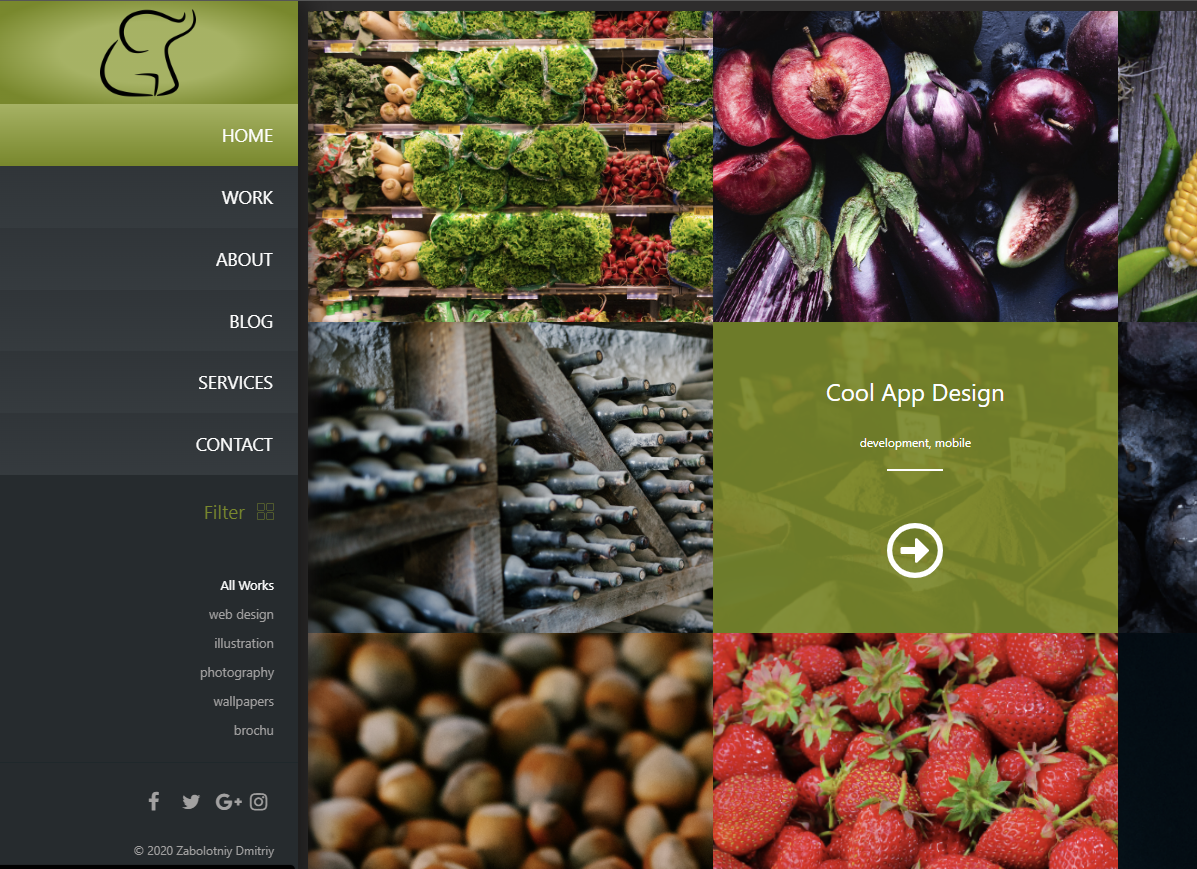 HOME
WORK
ABOUT
BLOG
SERVICES
CONTACT
Filter
All Works
web design
illustration
photography
wallpapers
brochu
© 2020 Zabolotniy Dmitriy
Cool App Design
development, mobile